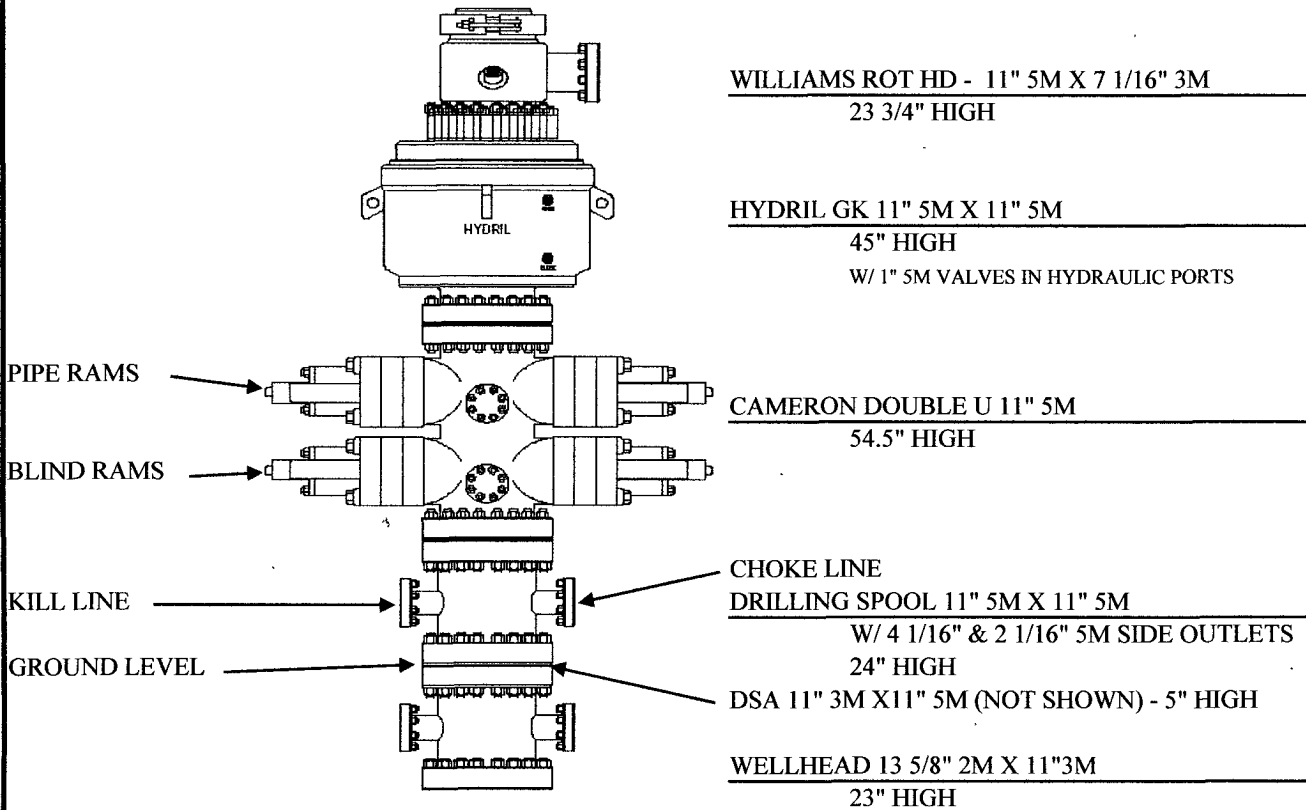 WILLIAMS ROT HD - 11" 5M X 7 1/16" 3M
23 3/4" HIGH
HYDRIL GK 11" 5M X 11" 5M
45" HIGH
W/ 1" 5M VALVES IN HYDRAULIC PORTS
HYDRIL
PIPE RAMS
CAMERON DOUBLE U 11" 5M
54.5" HIGH
BLIND RAMS
CHOKE LINE
KILL LINE
DRILLING SPOOL 11" 5M X 11" 5M
W/ 4 1/16" & 2 1/16" 5M SIDE OUTLETS
24" HIGH
GROUND LEVEL
DSA 11" 3M X11" 5M (NOT SHOWN) - 5" HIGH
WELLHEAD 13 5/8" 2M X 11"3M
23" HIGH